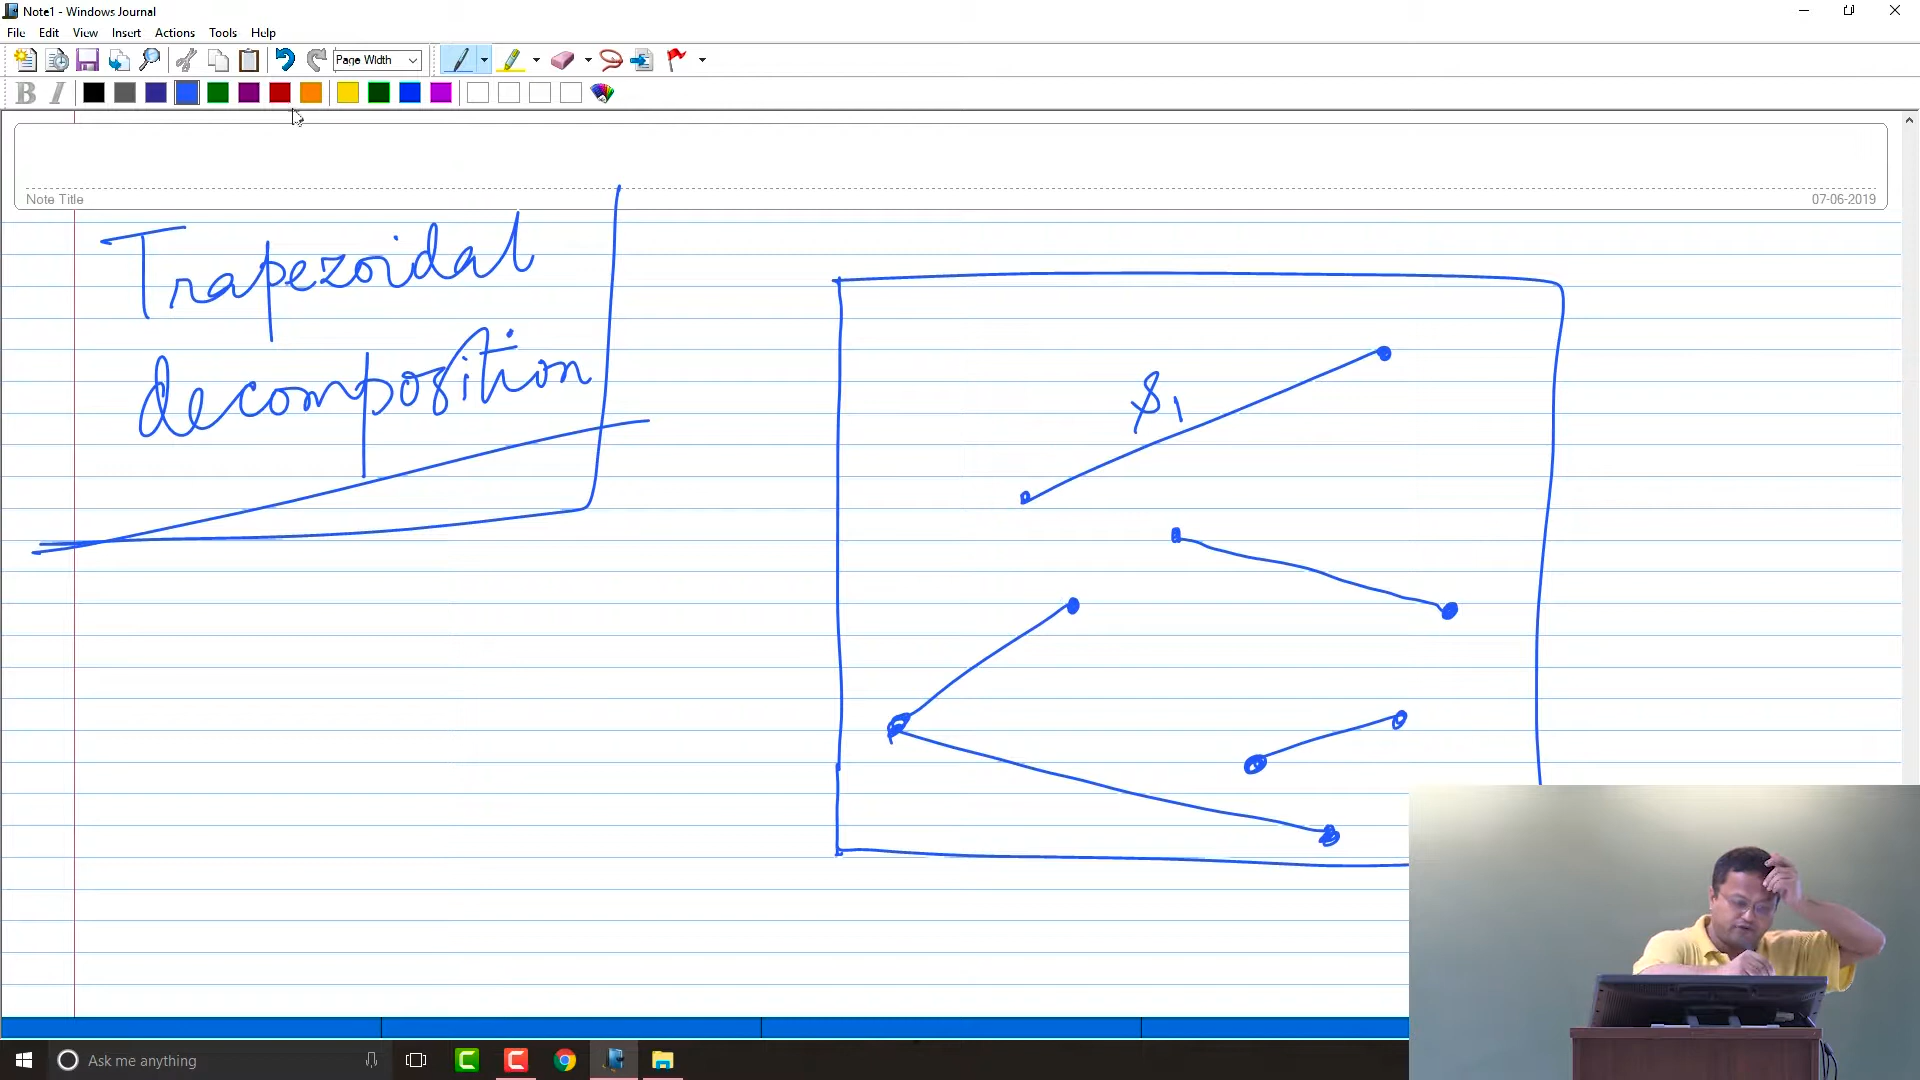 Note1 - Windows Journal
File Edit View Insert Actions Tools Help
Page Width
B I
Note Title
07-06-2019
Trapezoidal
decomposition
S1
Ask me anything